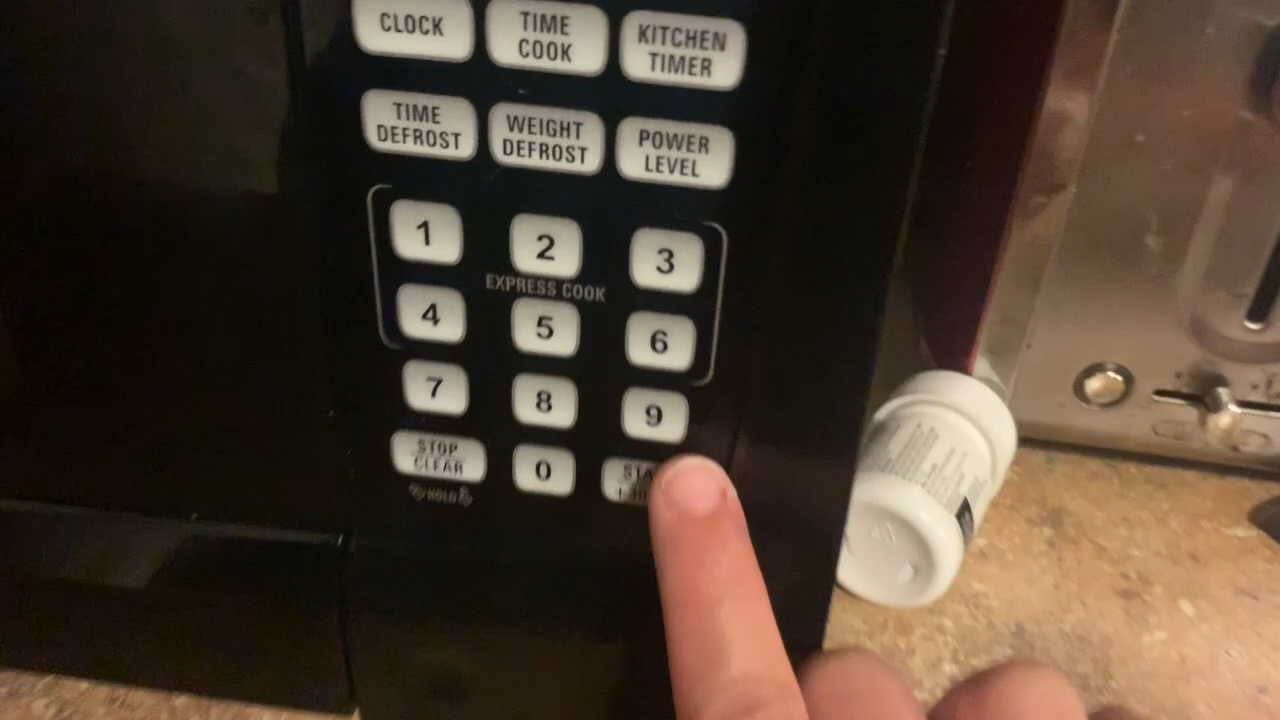 CLOCK
TIME
COOK
KITCHEN
TIMER
TIME
DEFROST
WEIGHT
DEFROST
POWER
LEVEL
1
2
3
EXPRESS COOK
4
5
6
7
8
9
STOP
CLEAR
HOLD
0